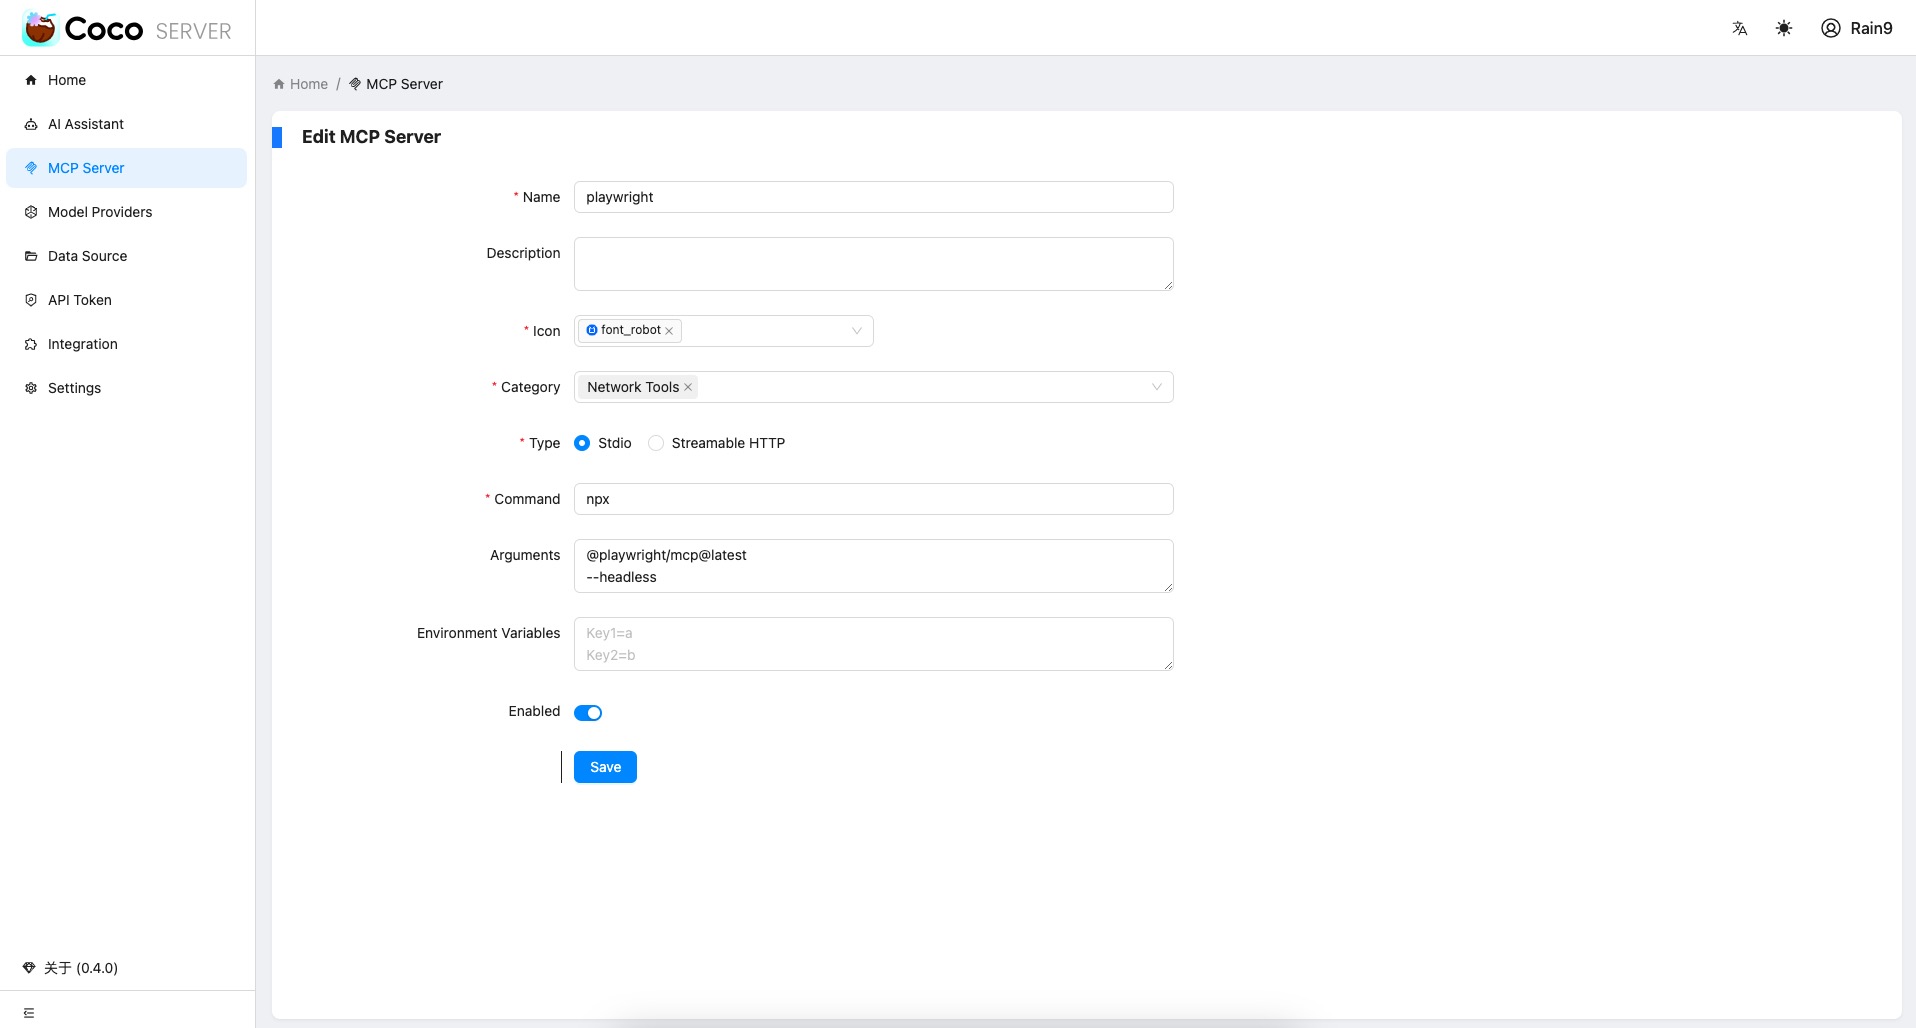 Coco SERVER
Rain9
Home
AI Assistant
MCP Server
Model Providers
Data Source
API Token
Integration
Settings
关于 (0.4.0)
Home / MCP Server
Edit MCP Server
* Name
playwright
Description
* Icon
font_robot
* Category
Network Tools
* Type
Stdio
Streamable HTTP
* Command
npx
Arguments
@playwright/mcp@latest
--headless
Environment Variables
Key1=a
Key2=b
Enabled
Save